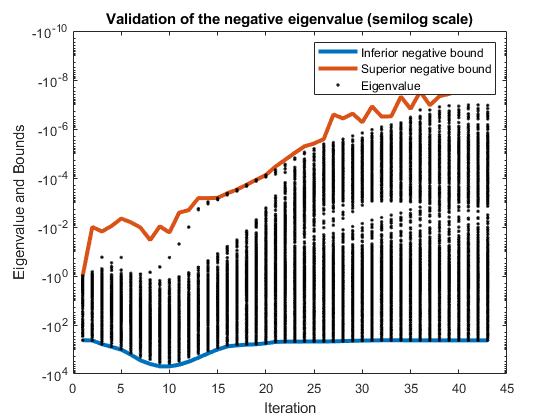 Validation of the negative eigenvalue (semilog scale)
Inferior negative bound
Superior negative bound
Eigenvalue
Eigenvalue and Bounds
-10^-10
-10^-8
-10^-6
-10^-4
-10^-2
-10^0
-10^2
-10^4
0 5 10 15 20 25 30 35 40 45
Iteration